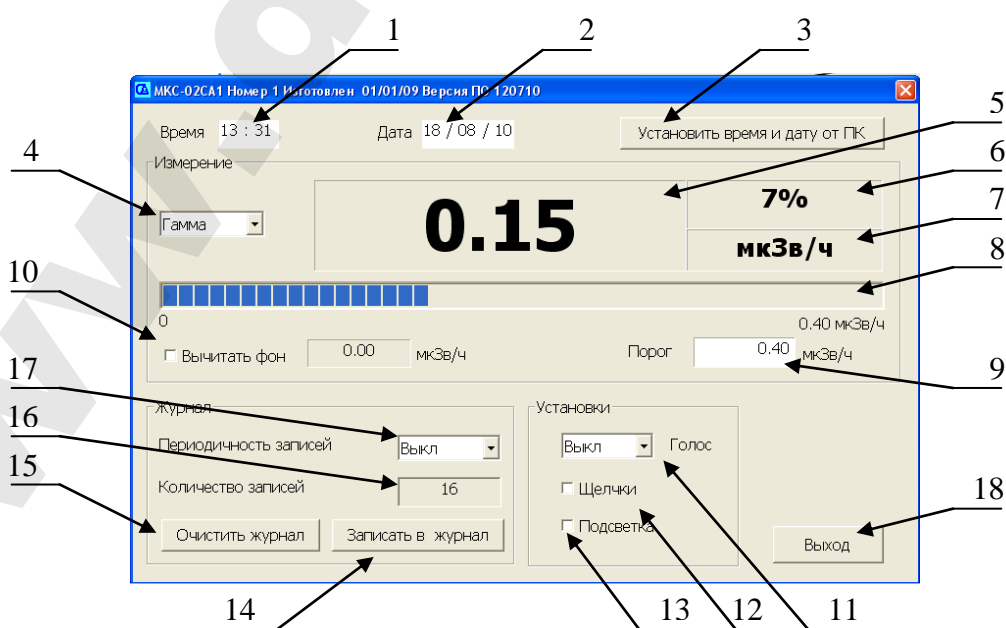 1 2 3
МКС-02СА1 Номер 1 Изготовлен 01/01/09 Версия ПО 120710
5
Время 13 : 31 Дата 18 / 08 / 10 Установить время и дату от ПК
4 Измерение 6
Гамма 0.15 7%
7
мкЗв/ч
8
10
0 0.40 мкЗв/ч
Вычитать фон 0.00 мкЗв/ч Порог 0.40 мкЗв/ч
17 9
Журнал Установки
16
Периодичность записей Выкл Выкл Голос
15
Количество записей 16 Щелчки 18
Очистить журнал Записать в журнал Подсветка
Выход
14 13 12 11